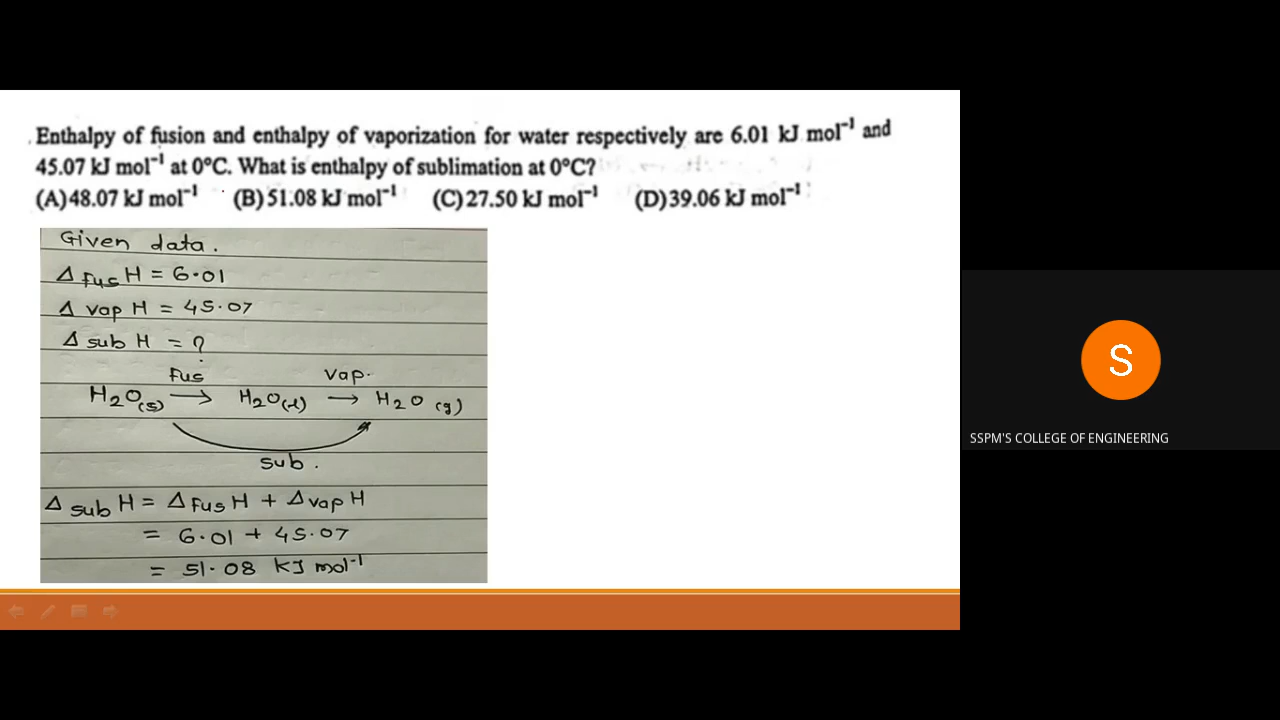 Enthalpy of fusion and enthalpy of vaporization for water respectively are 6.01 kJ mol⁻¹ and
45.07 kJ mol⁻¹ at 0°C. What is enthalpy of sublimation at 0°C?
(A) 48.07 kJ mol⁻¹ (B) 51.08 kJ mol⁻¹ (C) 27.50 kJ mol⁻¹ (D) 39.06 kJ mol⁻¹
Given data.
Δ fus H = 6.01
Δ vap H = 45.07
Δ sub H = ?
fus vap.
H₂O(s) → H₂O(l) → H₂O (g)
sub.
Δ sub H = Δ fus H + Δ vap H
= 6.01 + 45.07
= 51.08 KJ mol⁻¹
S
SSPM'S COLLEGE OF ENGINEERING